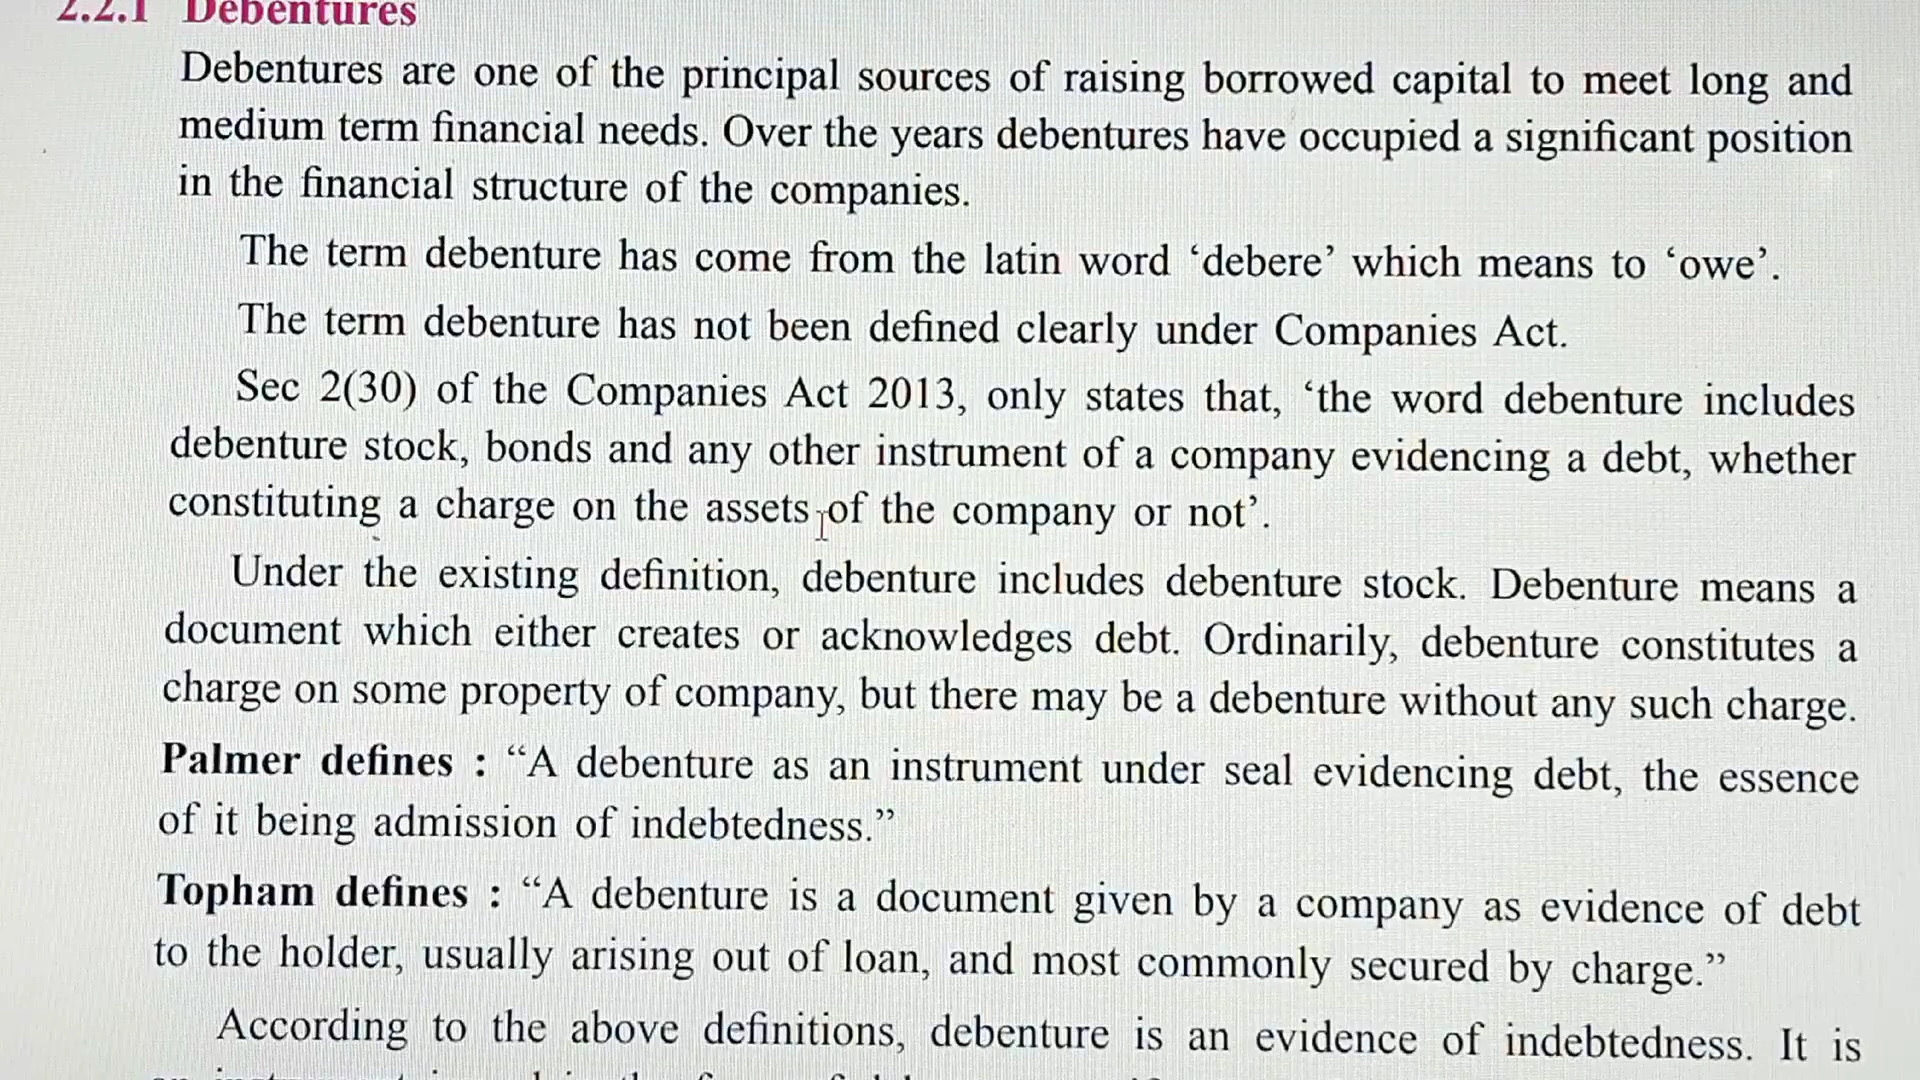 2.2.1 Debentures
Debentures are one of the principal sources of raising borrowed capital to meet long and
medium term financial needs. Over the years debentures have occupied a significant position
in the financial structure of the companies.
The term debenture has come from the latin word ‘debere’ which means to ‘owe’.
The term debenture has not been defined clearly under Companies Act.
Sec 2(30) of the Companies Act 2013, only states that, ‘the word debenture includes
debenture stock, bonds and any other instrument of a company evidencing a debt, whether
constituting a charge on the assets of the company or not’.
Under the existing definition, debenture includes debenture stock. Debenture means a
document which either creates or acknowledges debt. Ordinarily, debenture constitutes a
charge on some property of company, but there may be a debenture without any such charge.
Palmer defines : “A debenture as an instrument under seal evidencing debt, the essence
of it being admission of indebtedness.”
Topham defines : “A debenture is a document given by a company as evidence of debt
to the holder, usually arising out of loan, and most commonly secured by charge.”
According to the above definitions, debenture is an evidence of indebtedness. It is